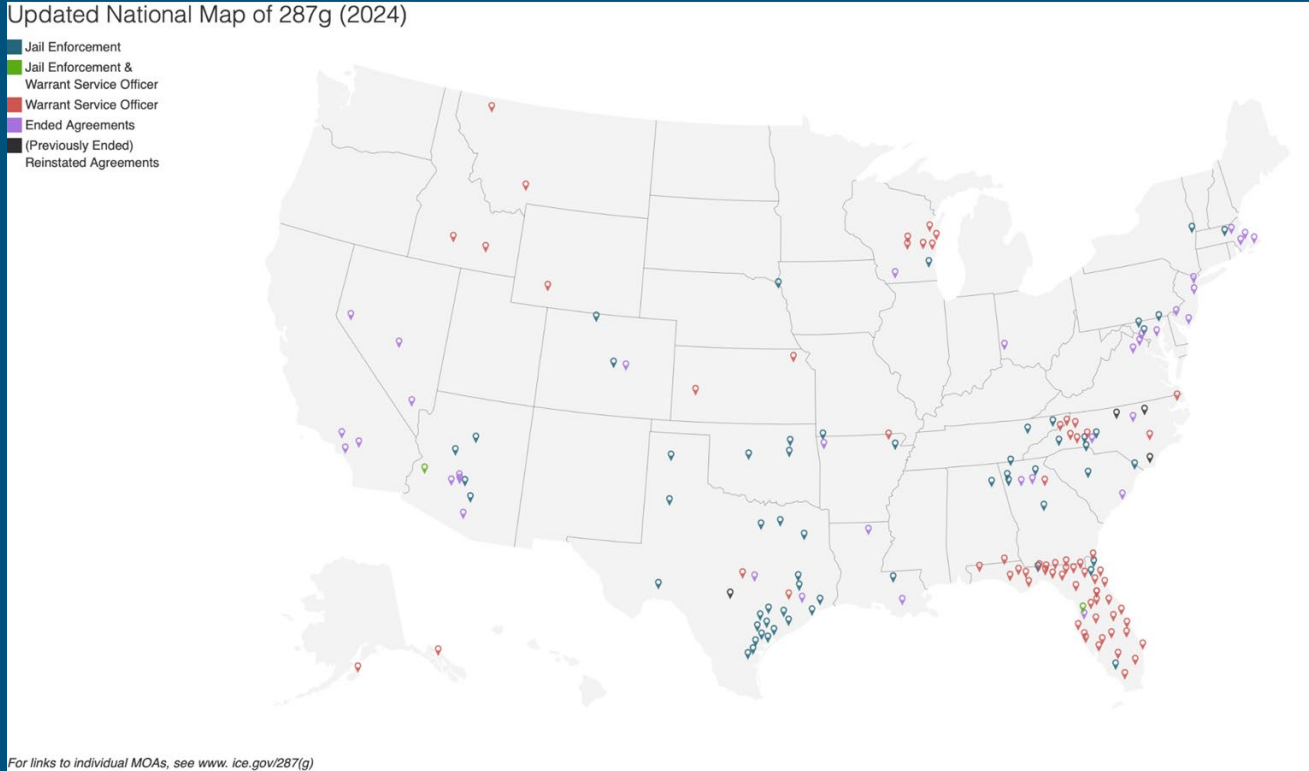 Updated National Map of 287g (2024)
Jail Enforcement
Jail Enforcement &
Warrant Service Officer
Warrant Service Officer
Ended Agreements
(Previously Ended)
Reinstated Agreements
For links to individual MOAs, see www. ice.gov/287(g)